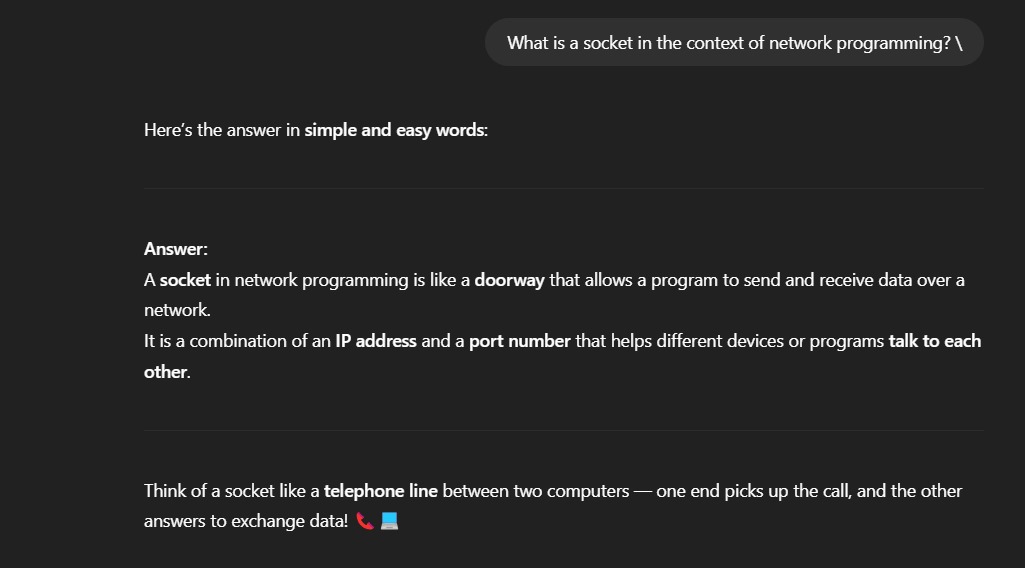 What is a socket in the context of network programming? \
Here’s the answer in simple and easy words:
Answer:
A socket in network programming is like a doorway that allows a program to send and receive data over a
network.
It is a combination of an IP address and a port number that helps different devices or programs talk to each
other.
Think of a socket like a telephone line between two computers — one end picks up the call, and the other
answers to exchange data! 📞 💻